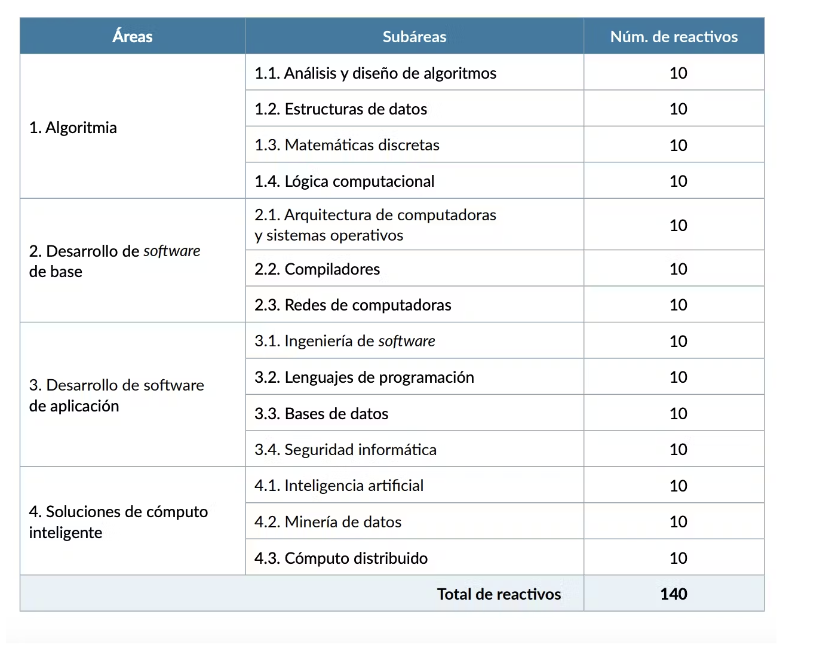 Áreas Subáreas Núm. de reactivos
1. Algoritmia
1.1. Análisis y diseño de algoritmos 10
1.2. Estructuras de datos 10
1.3. Matemáticas discretas 10
1.4. Lógica computacional 10
2. Desarrollo de software
de base
2.1. Arquitectura de computadoras
y sistemas operativos 10
2.2. Compiladores 10
2.3. Redes de computadoras 10
3. Desarrollo de software
de aplicación
3.1. Ingeniería de software 10
3.2. Lenguajes de programación 10
3.3. Bases de datos 10
3.4. Seguridad informática 10
4. Soluciones de cómputo
inteligente
4.1. Inteligencia artificial 10
4.2. Minería de datos 10
4.3. Cómputo distribuido 10
Total de reactivos 140